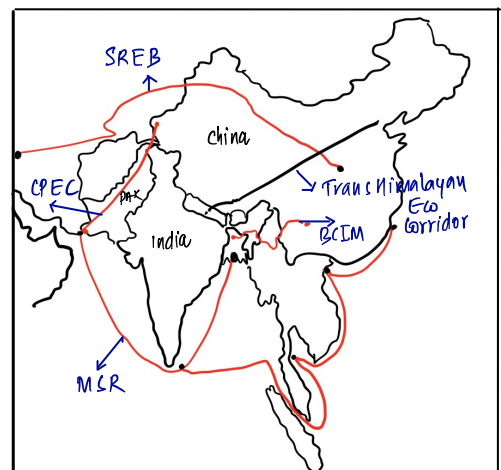 SREB
China
CPEC
PAK
Trans Himalayan
Eco
Corridor
India
BCIM
MSR